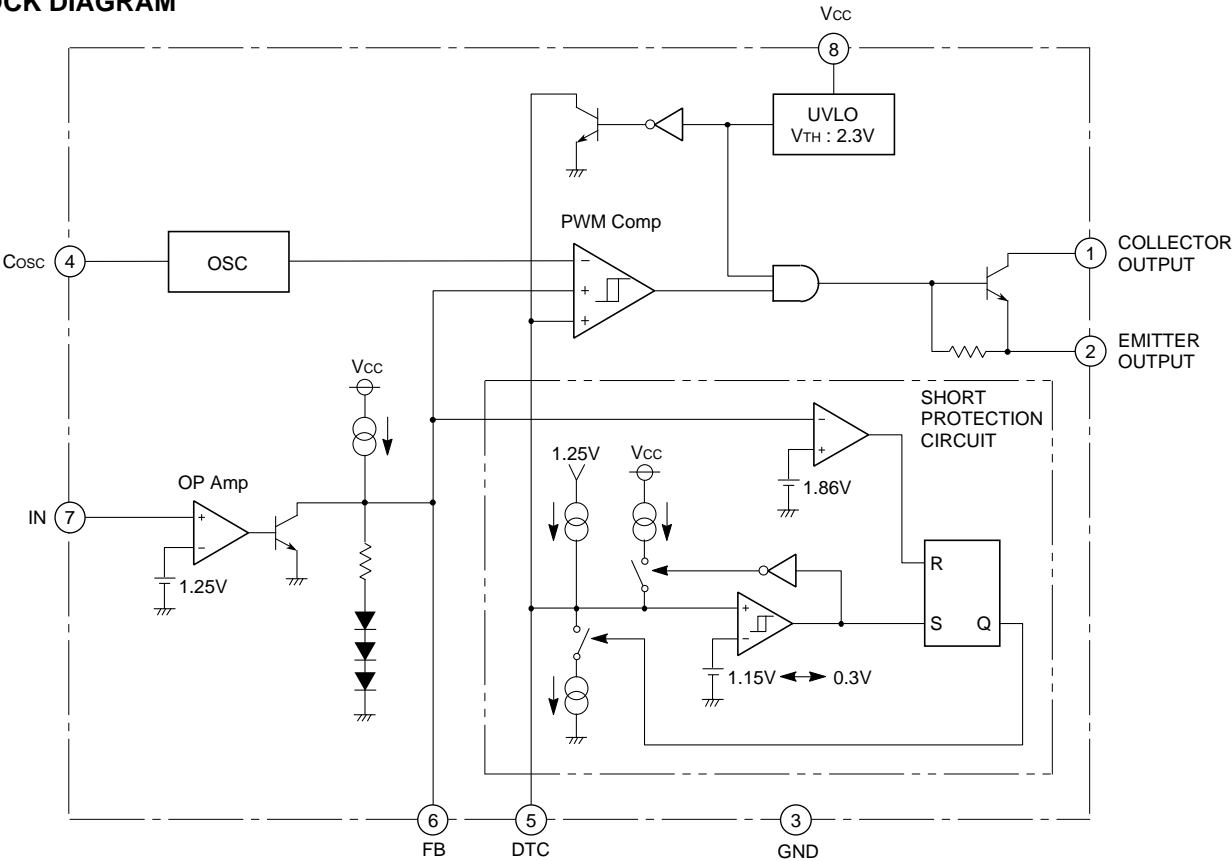 OCK DIAGRAM
Vcc
8
UVLO
VTH : 2.3V
PWM Comp
Cosc
4
OSC
−
+
+
1
COLLECTOR
OUTPUT
2
EMITTER
OUTPUT
Vcc
SHORT
PROTECTION
CIRCUIT
−
+
1.86V
1.25V
Vcc
OP Amp
IN
7
+
−
1.25V
R
S
Q
+
−
1.15V
0.3V
6
FB
5
DTC
3
GND